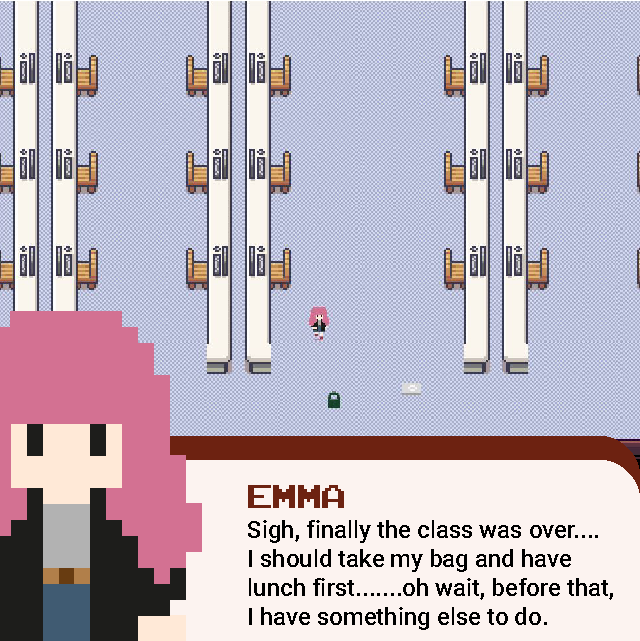 EMMA
Sigh, finally the class was over....
I should take my bag and have
lunch first.......oh wait, before that,
I have something else to do.